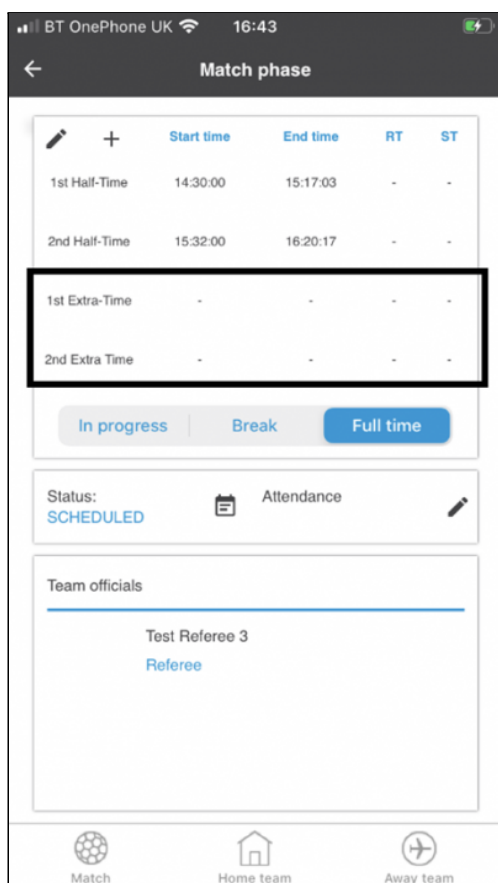 BT OnePhone UK 16:43
Match phase
Start time End time RT ST
1st Half-Time 14:30:00 15:17:03 - -
2nd Half-Time 15:32:00 16:20:17 - -
1st Extra-Time - - - -
2nd Extra Time - - - -
In progress Break Full time
Status: Attendance
SCHEDULED
Team officials
Test Referee 3
Referee
Match Home team Away team